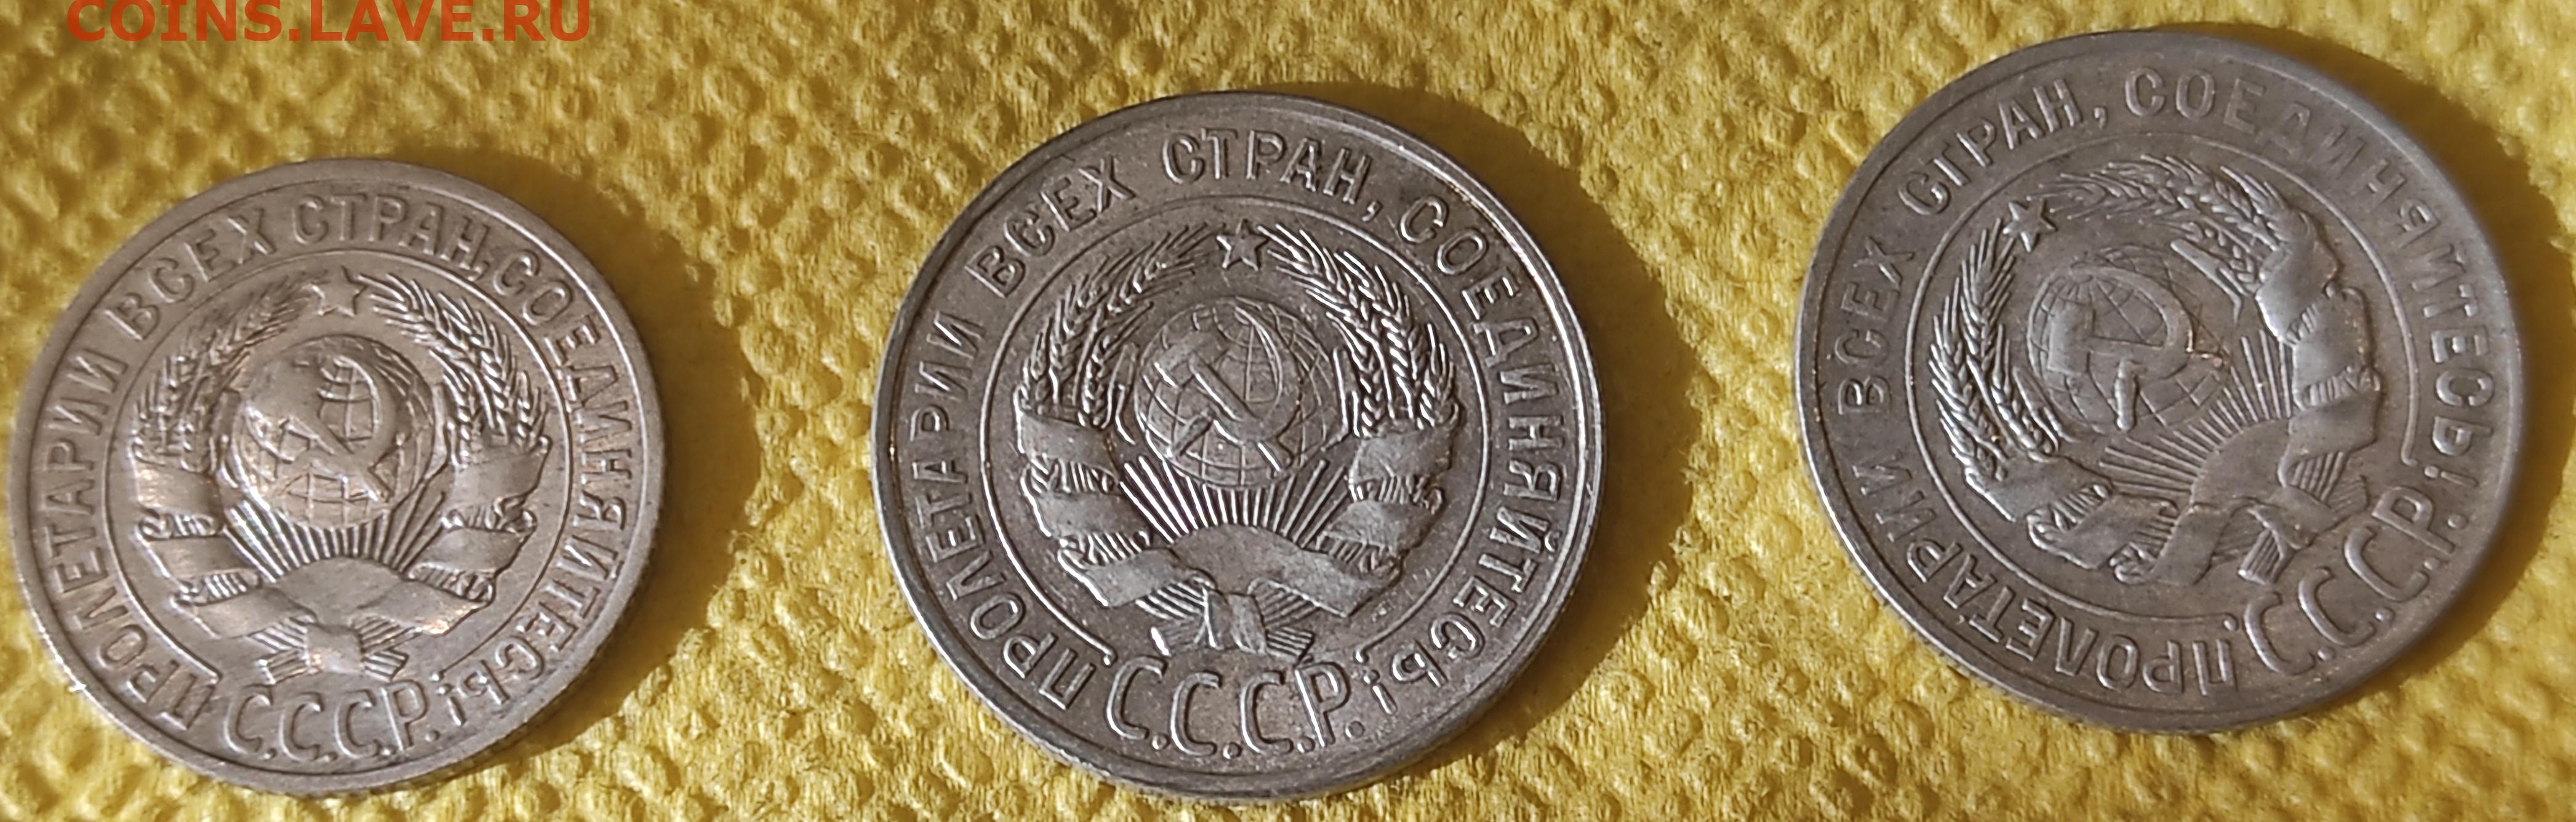 COINS.LAVE.RU
ПРОЛЕТАРИИ ВСЕХ СТРАН, СОЕДИНЯЙТЕСЬ!
С.С.С.Р.
ПРОЛЕТАРИИ ВСЕХ СТРАН, СОЕДИНЯЙТЕСЬ!
С.С.С.Р.
ПРОЛЕТАРИИ ВСЕХ СТРАН, СОЕДИНЯЙТЕСЬ!
С.С.С.Р.